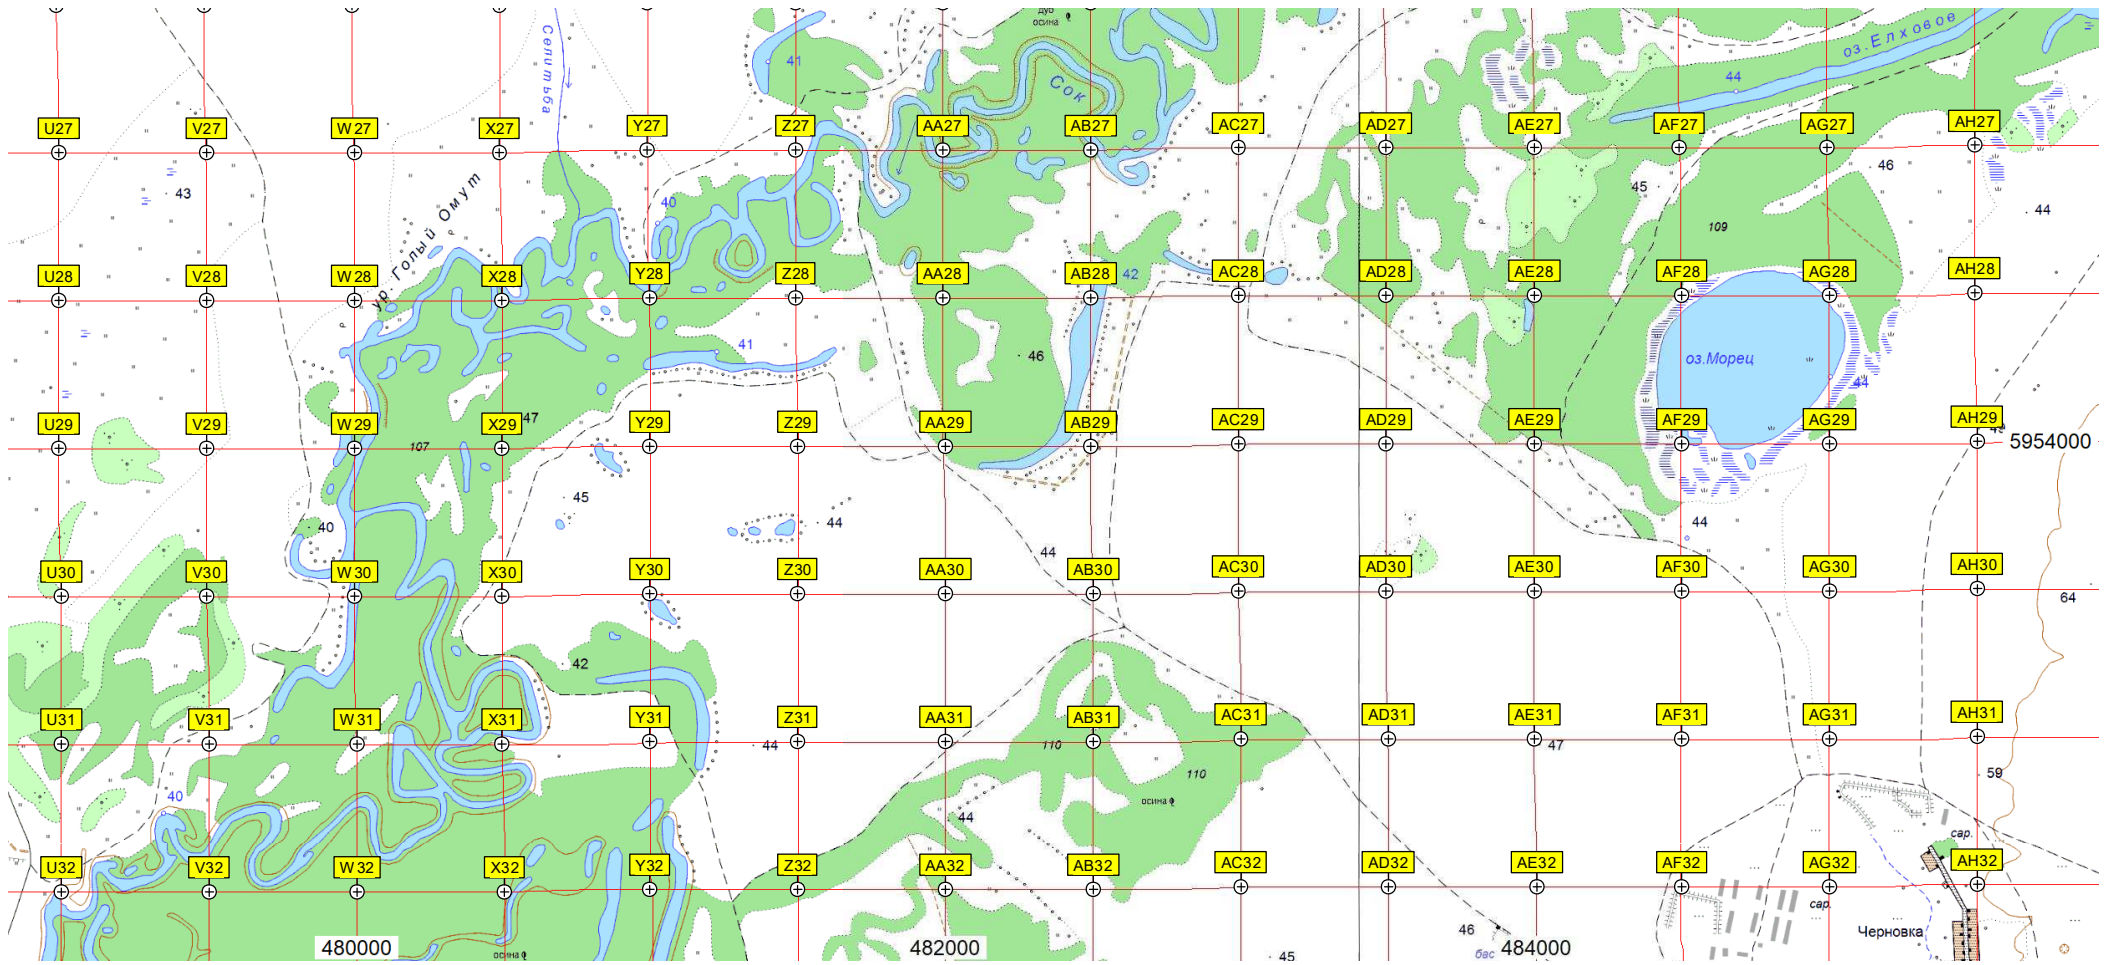 дуб
осина
Селитьба
41
Сок
44
оз.Елховое
U27 V27 W27 X27 Y27 Z27 AA27 AB27 AC27 AD27 AE27 AF27 AG27 AH27
43
ур. Голый Омут
40
45
46
44
109
U28 V28 W28 X28 Y28 Z28 AA28 AB28 42 AC28 AD28 AE28 AF28 AG28 AH28
41
46
оз.Морец
44
U29 V29 W29 X29 47 Y29 Z29 AA29 AB29 AC29 AD29 AE29 AF29 AG29 AH29
107
5954000
45
40
44
44
44
U30 V30 W30 X30 Y30 Z30 AA30 AB30 AC30 AD30 AE30 AF30 AG30 AH30
64
42
U31 V31 W31 X31 Y31 Z31 AA31 AB31 AC31 AD31 AE31 AF31 AG31 AH31
44
110
47
110
59
40
осина
44
сар.
U32 V32 W32 X32 Y32 Z32 AA32 AB32 AC32 AD32 AE32 AF32 AG32 AH32
сар.
46
Черновка
480000 482000 484000
осина
бас
45